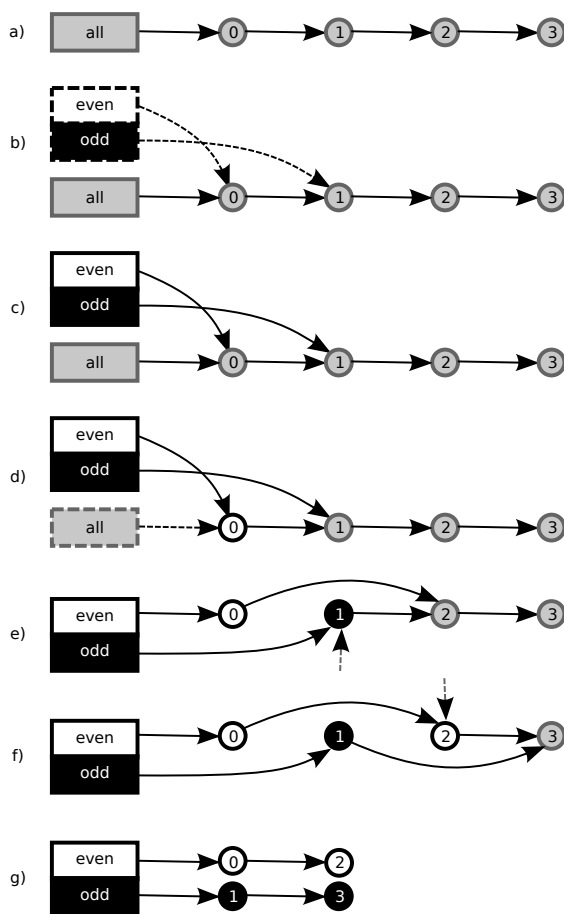 a) all 0 1 2 3
even
b) odd
all 0 1 2 3
even
c) odd
all 0 1 2 3
even
d) odd
all 0 1 2 3
even 0 1 2 3
e) odd
even 0 1 2 3
f) odd
even 0 2
g) odd 1 3